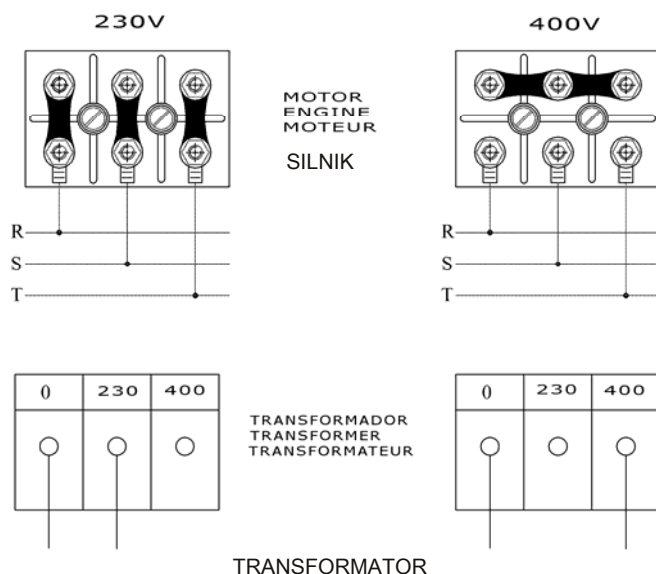 230V
400V
MOTOR
ENGINE
MOTEUR
SILNIK
R
S
T
R
S
T
0 230 400
0 230 400
TRANSFORMADOR
TRANSFORMER
TRANSFORMATEUR
TRANSFORMATOR